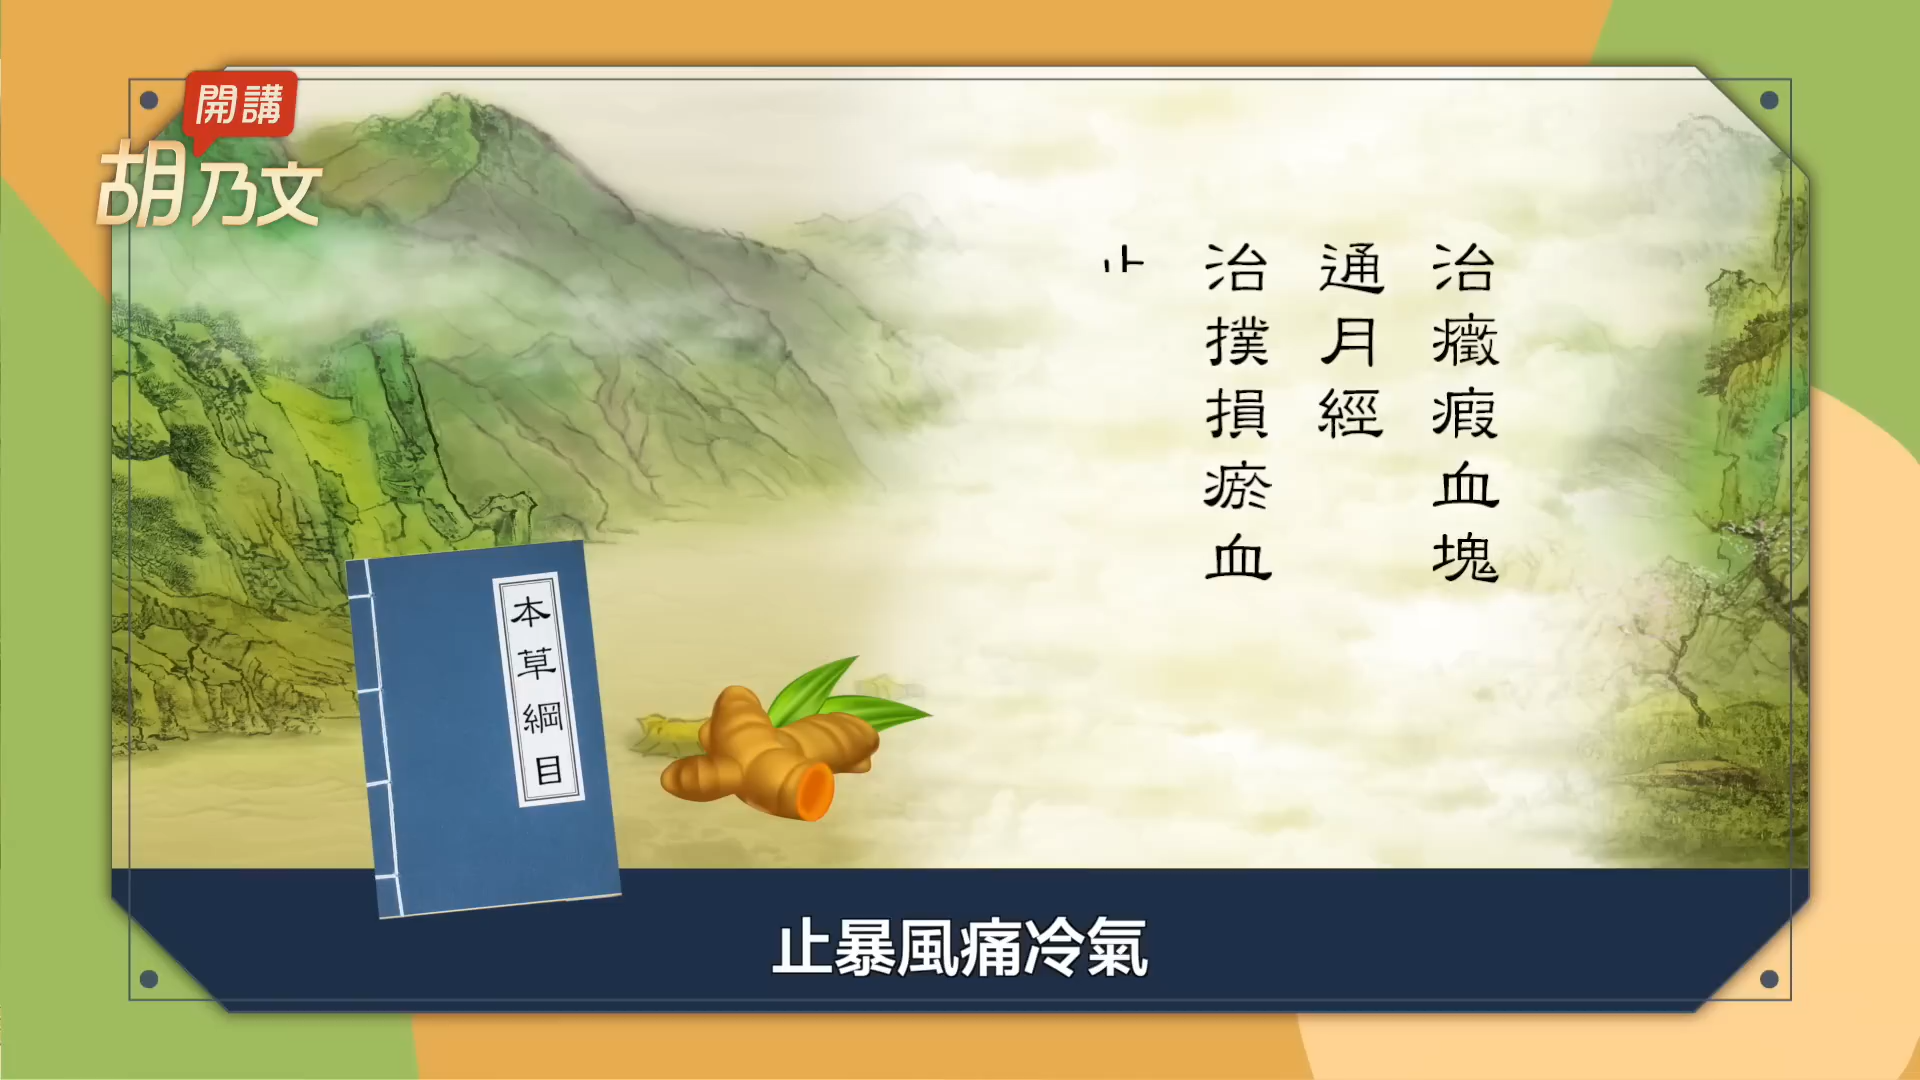 開講
胡乃文
治癥瘕血塊
通月經
治撲損瘀血
本草綱目
止暴風痛冷氣